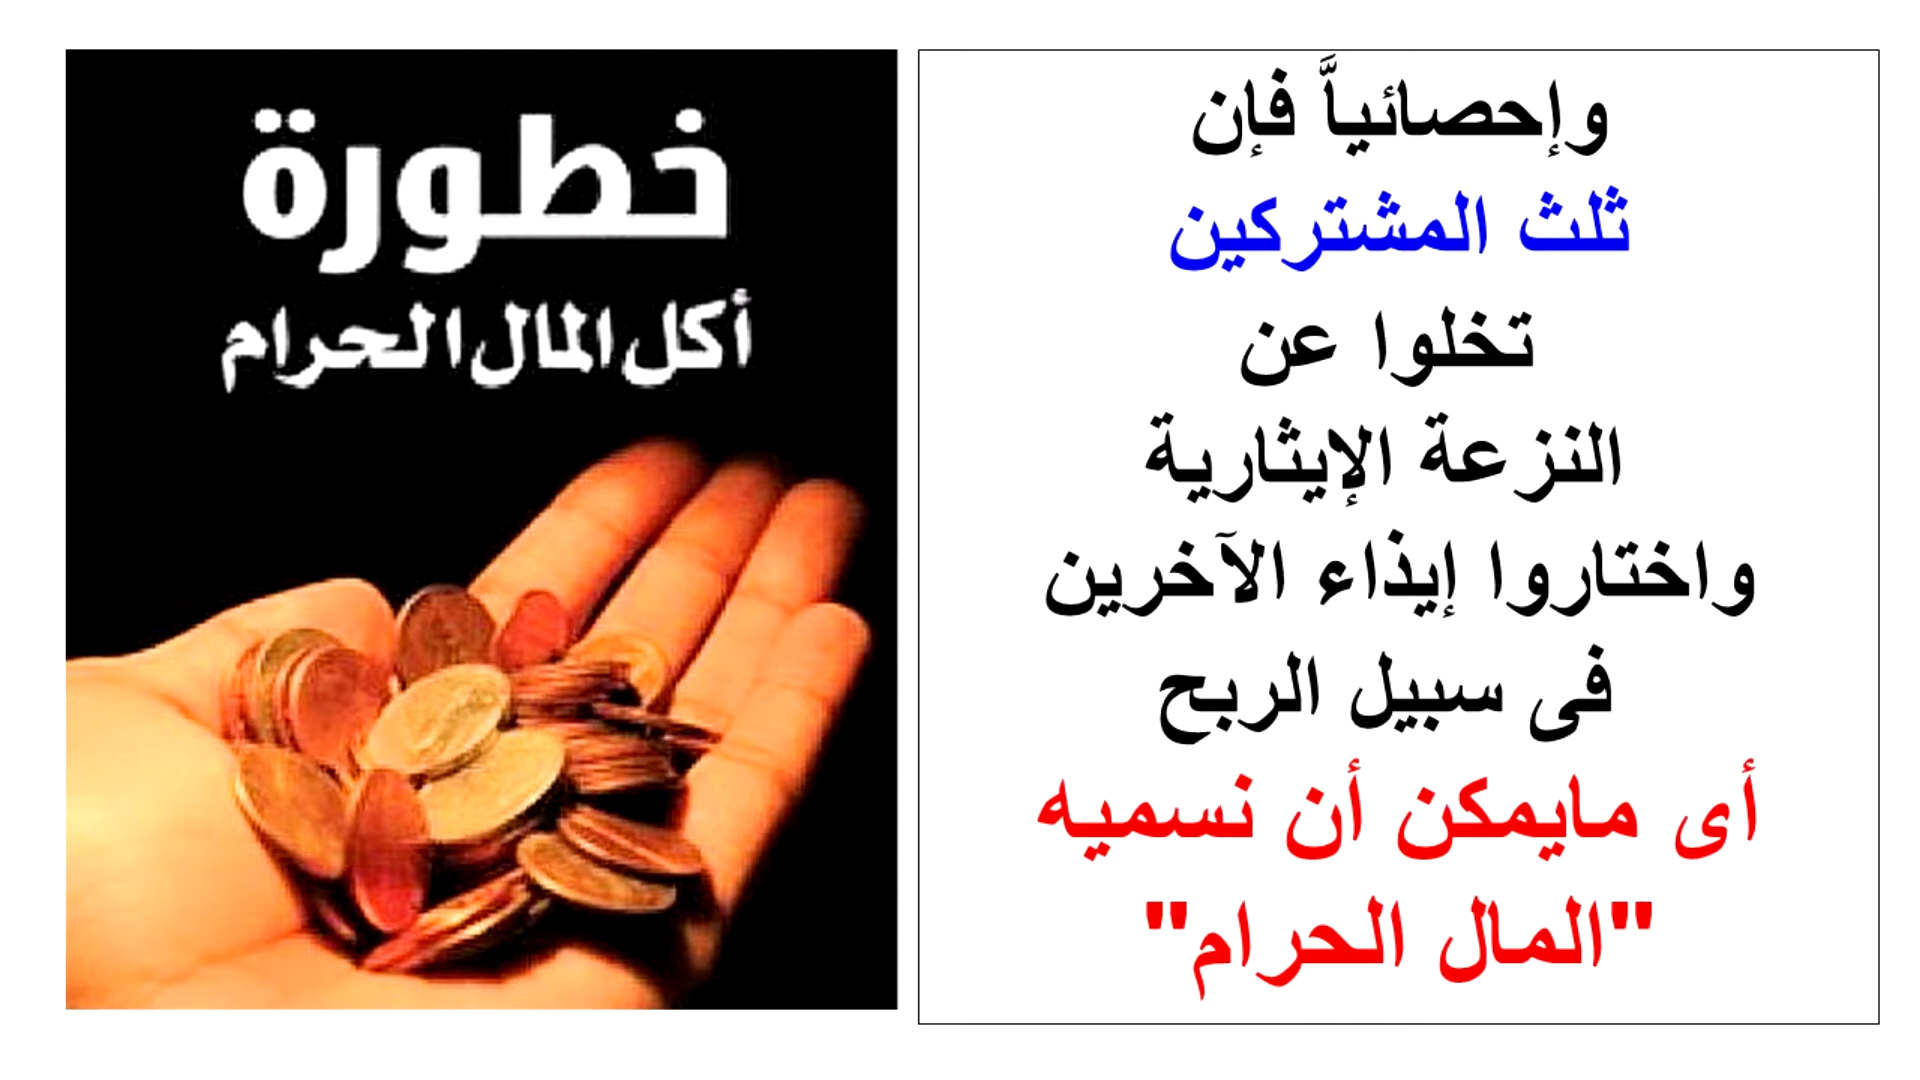 خطورة
أكل المال الحرام
وإحصائياَّ فإن
ثلث المشتركين
تخلوا عن
النزعة الإيثارية
واختاروا إيذاء الآخرين
فى سبيل الربح
أى مايمكن أن نسميه
"المال الحرام"